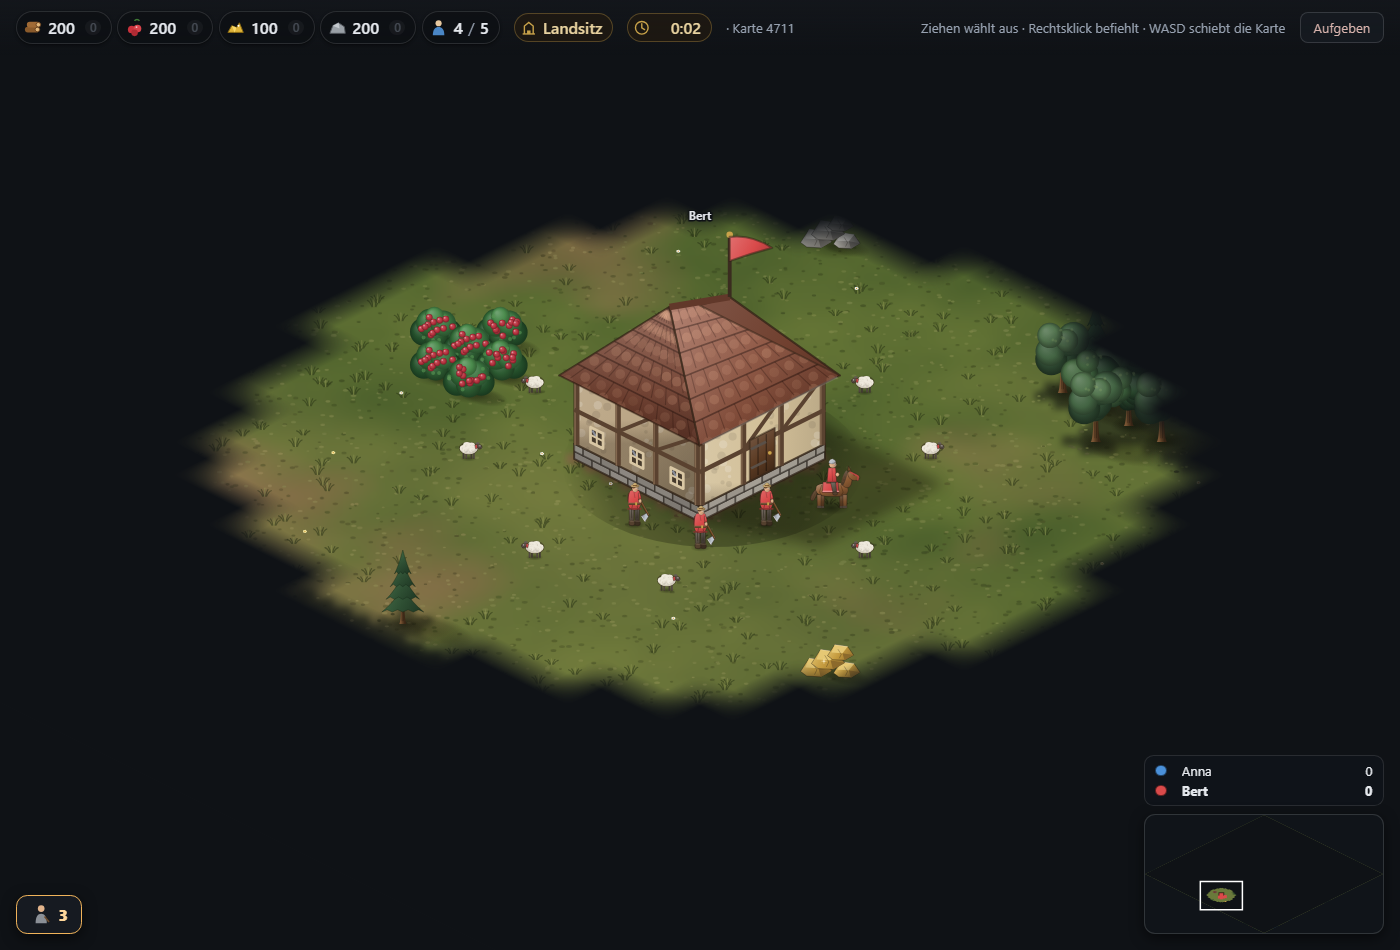 200 0 200 0 100 0 200 0 4 / 5 Landsitz 0:02 · Karte 4711 Ziehen wählt aus · Rechtsklick befiehlt · WASD schiebt die Karte Aufgeben
Bert
Anna 0
Bert 0
3